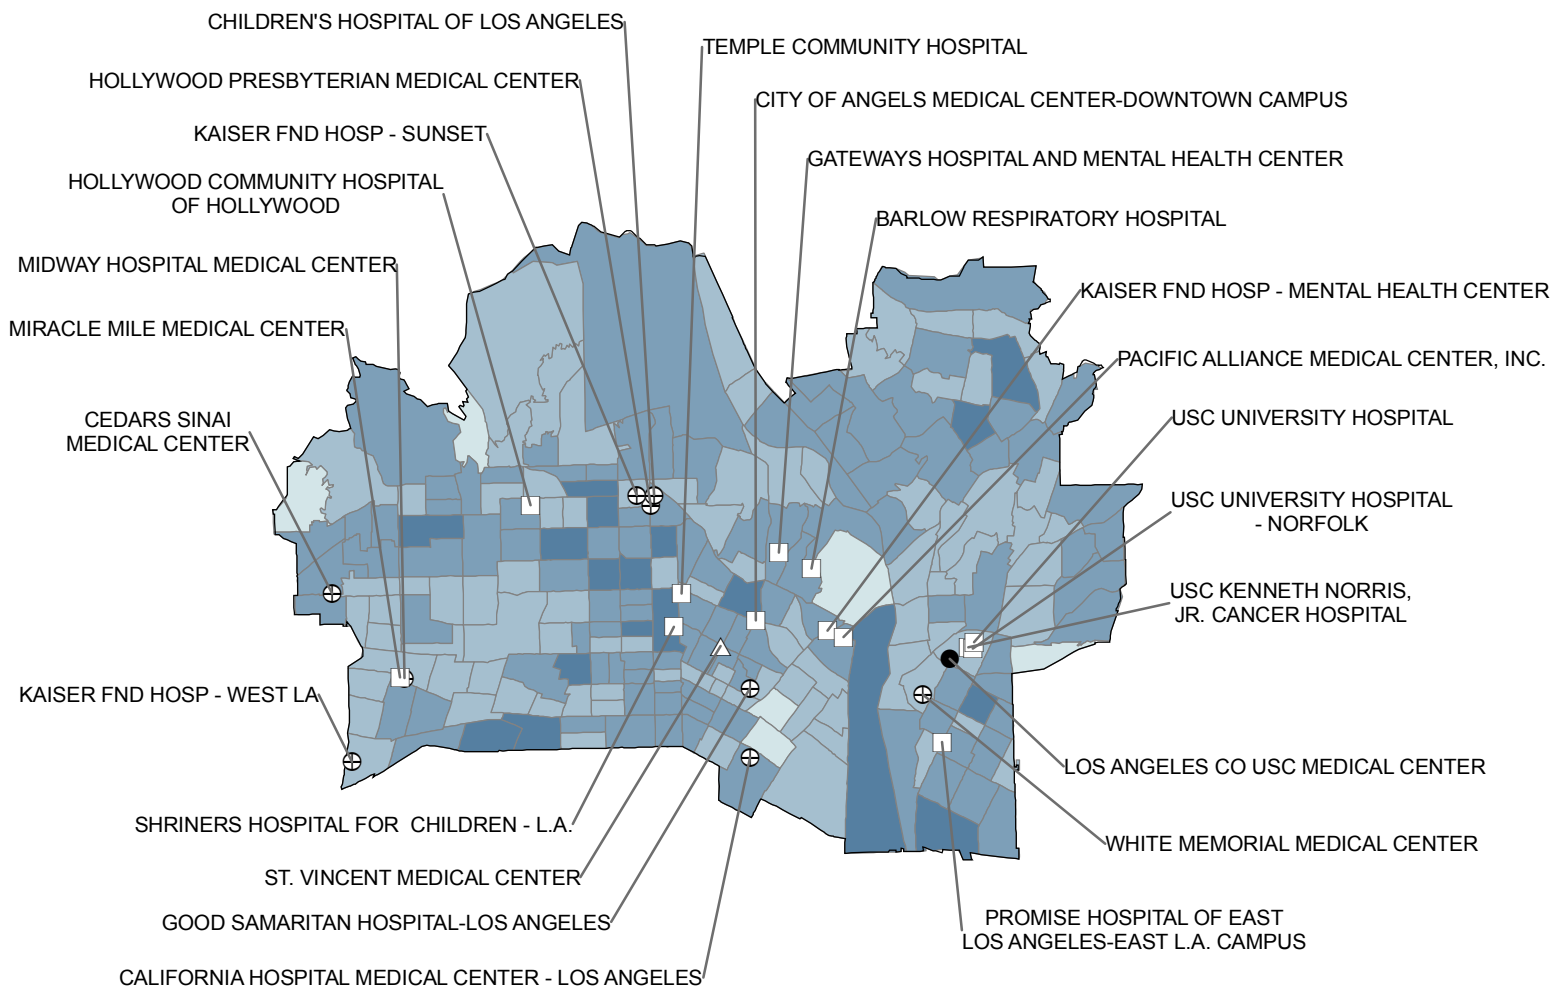 CHILDREN'S HOSPITAL OF LOS ANGELES
TEMPLE COMMUNITY HOSPITAL
HOLLYWOOD PRESBYTERIAN MEDICAL CENTER
CITY OF ANGELS MEDICAL CENTER-DOWNTOWN CAMPUS
KAISER FND HOSP - SUNSET
GATEWAYS HOSPITAL AND MENTAL HEALTH CENTER
HOLLYWOOD COMMUNITY HOSPITAL
OF HOLLYWOOD
BARLOW RESPIRATORY HOSPITAL
MIDWAY HOSPITAL MEDICAL CENTER
KAISER FND HOSP - MENTAL HEALTH CENTER
MIRACLE MILE MEDICAL CENTER
PACIFIC ALLIANCE MEDICAL CENTER, INC.
CEDARS SINAI
MEDICAL CENTER
USC UNIVERSITY HOSPITAL
USC UNIVERSITY HOSPITAL
- NORFOLK
USC KENNETH NORRIS,
JR. CANCER HOSPITAL
KAISER FND HOSP - WEST LA
LOS ANGELES CO USC MEDICAL CENTER
SHRINERS HOSPITAL FOR CHILDREN - L.A.
WHITE MEMORIAL MEDICAL CENTER
ST. VINCENT MEDICAL CENTER
GOOD SAMARITAN HOSPITAL-LOS ANGELES
PROMISE HOSPITAL OF EAST
LOS ANGELES-EAST L.A. CAMPUS
CALIFORNIA HOSPITAL MEDICAL CENTER - LOS ANGELES